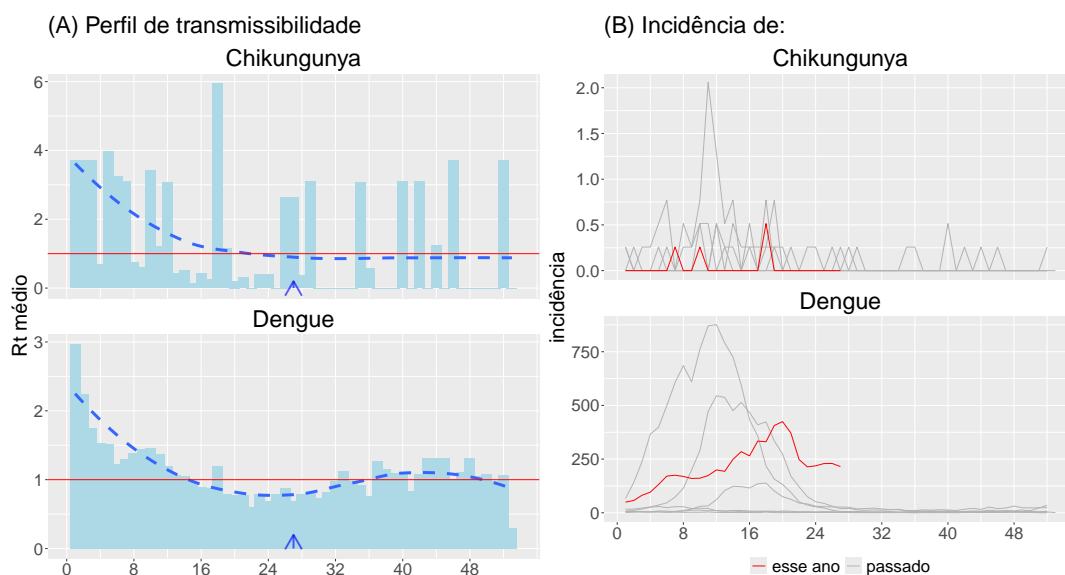 (A) Perfil de transmissibilidade
Chikungunya
6
4
2
0
Dengue
3
2
1
0
0 8 16 24 32 40 48
Rt médio
(B) Incidência de:
Chikungunya
2.0
1.5
1.0
0.5
0.0
Dengue
750
500
250
0
0 8 16 24 32 40 48
incidência
esse ano passado